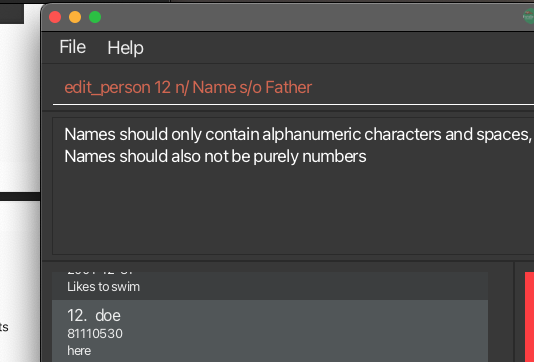 File Help
edit_person 12 n/ Name s/o Father
Names should only contain alphanumeric characters and spaces,
Names should also not be purely numbers
Likes to swim
12. doe
81110530
here
ts